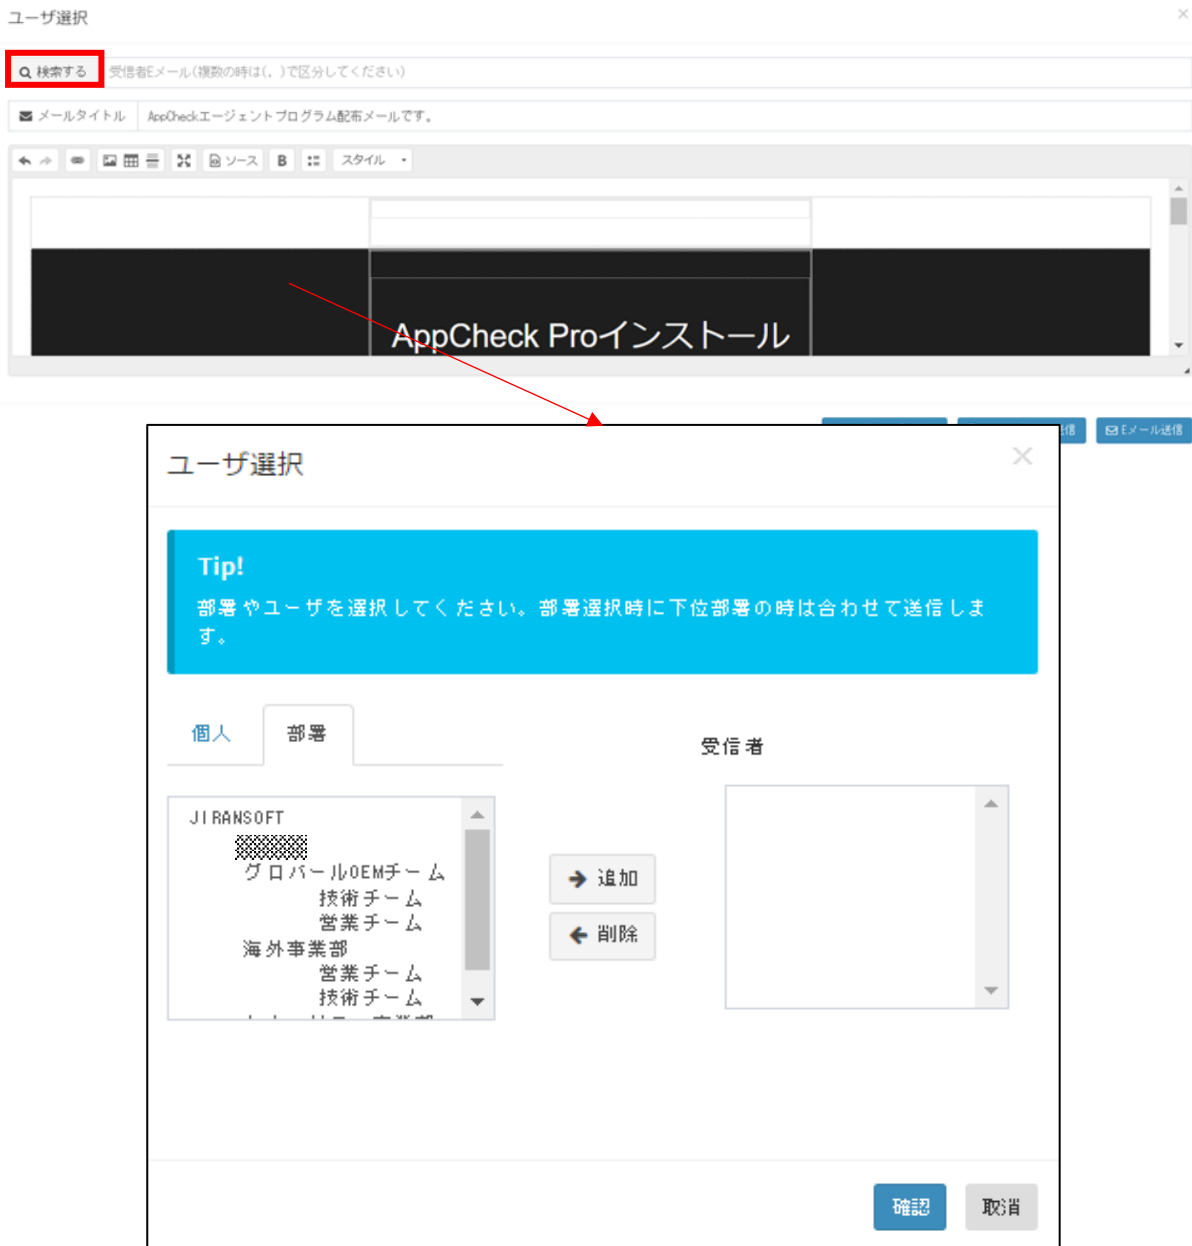 ユーザ選択
検索する 受信者Eメール(複数の時は(, )で区分してください)
メールタイトル AppCheckエージェントプログラム配布メールです。
ソース B スタイル
AppCheck Proインストール
Eメール送信
ユーザ選択
Tip!
部署やユーザを選択してください。部署選択時に下位部署の時は合わせて送信しま
す。
個人 部署
受信者
JIRANSOFT
グロバールOEMチーム
技術チーム
営業チーム
海外事業部
営業チーム
技術チーム
追加
削除
確認 取消